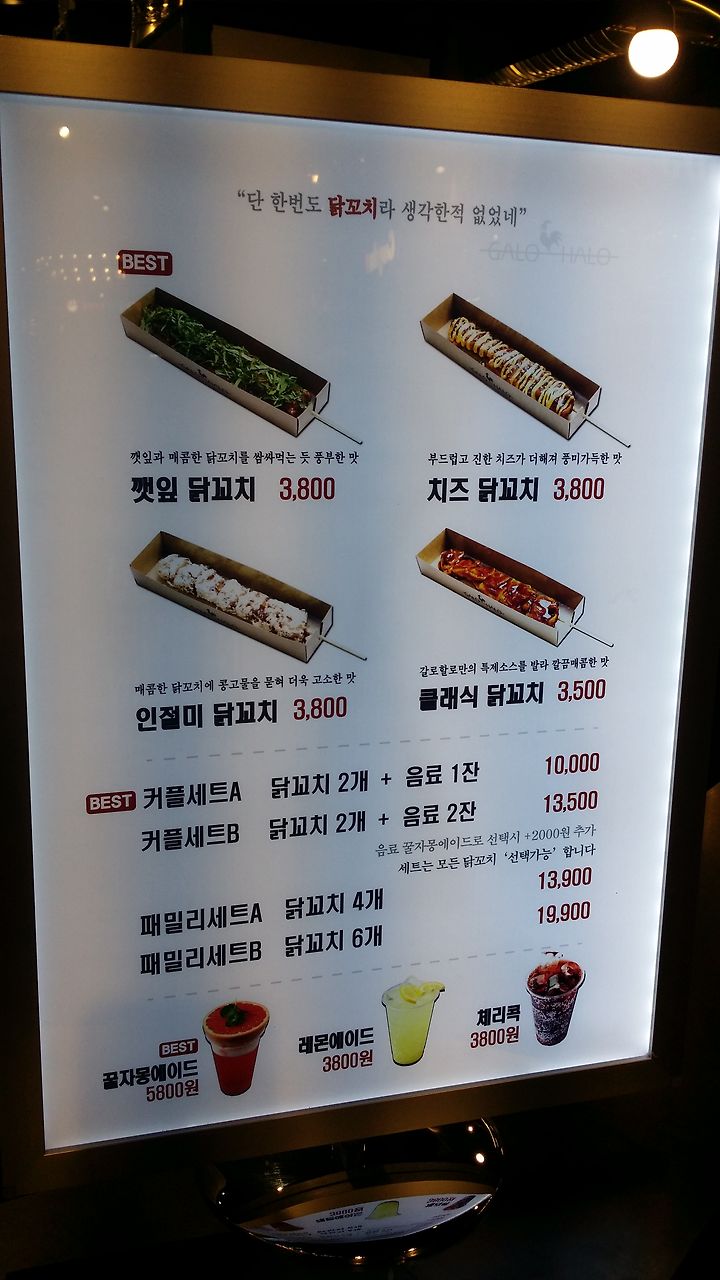 “단 한번도 닭꼬치라 생각한적 없었네”
GALO HALO
BEST
깻잎과 매콤한 닭꼬치를 쌈싸먹는 듯 풍부한 맛
깻잎 닭꼬치 3,800
부드럽고 진한 치즈가 더해져 풍미가득한 맛
치즈 닭꼬치 3,800
매콤한 닭꼬치에 콩고물을 묻혀 더욱 고소한 맛
인절미 닭꼬치 3,800
갈로할로만의 특제소스를 발라 깔끔매콤한 맛
클래식 닭꼬치 3,500
BEST 커플세트A 닭꼬치 2개 + 음료 1잔 10,000
커플세트B 닭꼬치 2개 + 음료 2잔 13,500
음료 꿀자몽에이드로 선택시 +2000원 추가
세트는 모든 닭꼬치 ‘선택가능’ 합니다
패밀리세트A 닭꼬치 4개 13,900
패밀리세트B 닭꼬치 6개 19,900
BEST
꿀자몽에이드
5800원
레몬에이드
3800원
체리콕
3800원